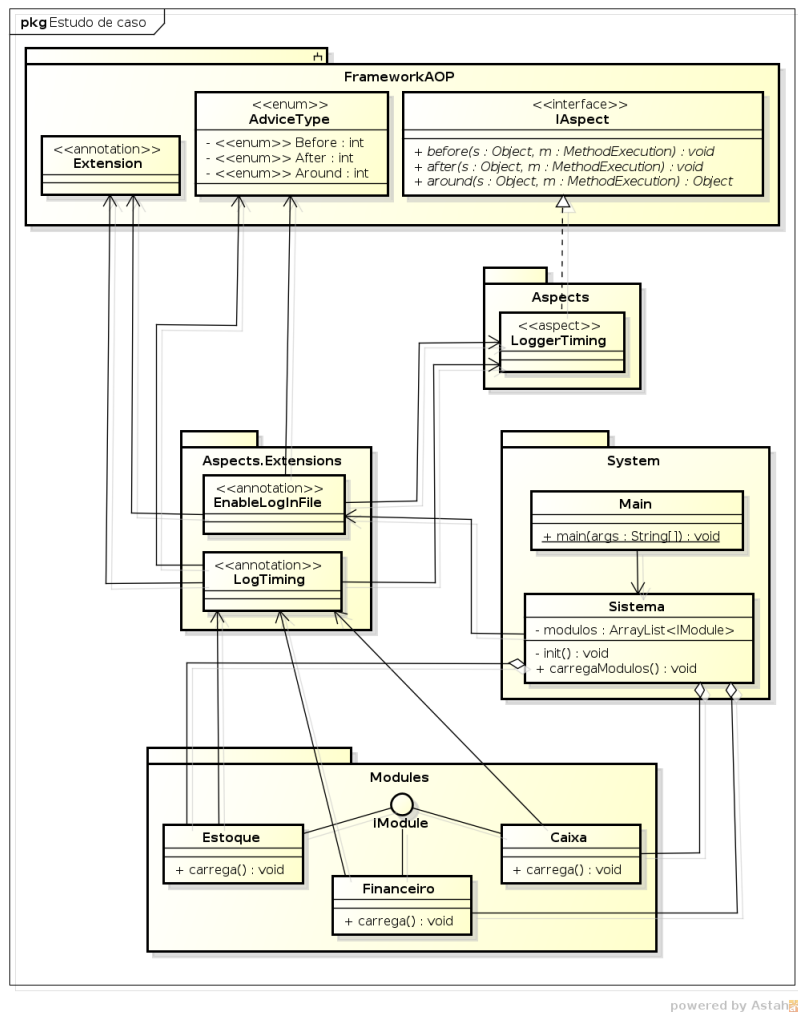 pkg Estudo de caso
FrameworkAOP
<<annotation>>
Extension
<<enum>>
AdviceType
- <<enum>> Before : int
- <<enum>> After : int
- <<enum>> Around : int
<<interface>>
IAspect
+ before(s : Object, m : MethodExecution) : void
+ after(s : Object, m : MethodExecution) : void
+ around(s : Object, m : MethodExecution) : Object
Aspects
<<aspect>>
LoggerTiming
Aspects.Extensions
<<annotation>>
EnableLogInFile
<<annotation>>
LogTiming
System
Main
+ main(args : String[]) : void
Sistema
- modulos : ArrayList<IModule>
- init() : void
+ carregaModulos() : void
Modules
IModule
Estoque
+ carrega() : void
Financeiro
+ carrega() : void
Caixa
+ carrega() : void
powered by Astah